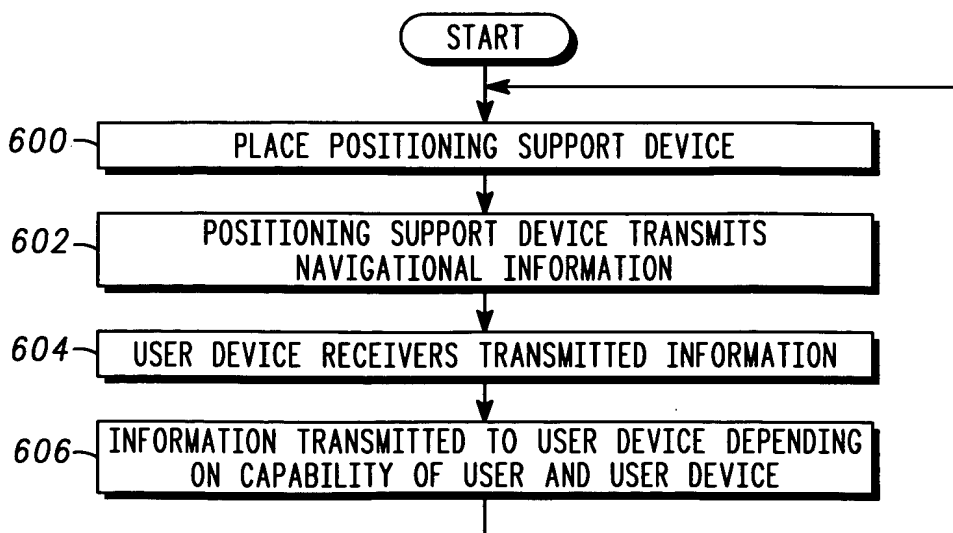 START
600
PLACE POSITIONING SUPPORT DEVICE
602
POSITIONING SUPPORT DEVICE TRANSMITS
NAVIGATIONAL INFORMATION
604
USER DEVICE RECEIVERS TRANSMITTED INFORMATION
606
INFORMATION TRANSMITTED TO USER DEVICE DEPENDING
ON CAPABILITY OF USER AND USER DEVICE